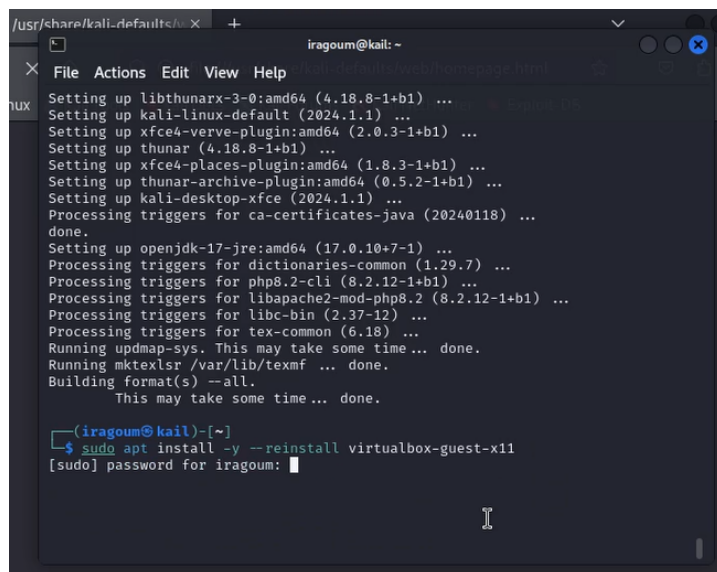 /usr/share/kali-defaults/w
iragoum@kail: ~
File Actions Edit View Help
nux
Setting up libthunarx-3-0:amd64 (4.18.8-1+b1) ...
Setting up kali-linux-default (2024.1.1) ...
Setting up xfce4-verve-plugin:amd64 (2.0.3-1+b1) ...
Setting up thunar (4.18.8-1+b1) ...
Setting up xfce4-places-plugin:amd64 (1.8.3-1+b1) ...
Setting up thunar-archive-plugin:amd64 (0.5.2-1+b1) ...
Setting up kali-desktop-xfce (2024.1.1) ...
Processing triggers for ca-certificates-java (20240118) ...
done.
Setting up openjdk-17-jre:amd64 (17.0.10+7-1) ...
Processing triggers for dictionaries-common (1.29.7) ...
Processing triggers for php8.2-cli (8.2.12-1+b1) ...
Processing triggers for libapache2-mod-php8.2 (8.2.12-1+b1) ...
Processing triggers for libc-bin (2.37-12) ...
Processing triggers for tex-common (6.18) ...
Running updmap-sys. This may take some time... done.
Running mktexlsr /var/lib/texmf ... done.
Building format(s) --all.
This may take some time... done.
┌──(iragoum㉿kail)-[~]
└─$ sudo apt install -y --reinstall virtualbox-guest-x11
[sudo] password for iragoum: